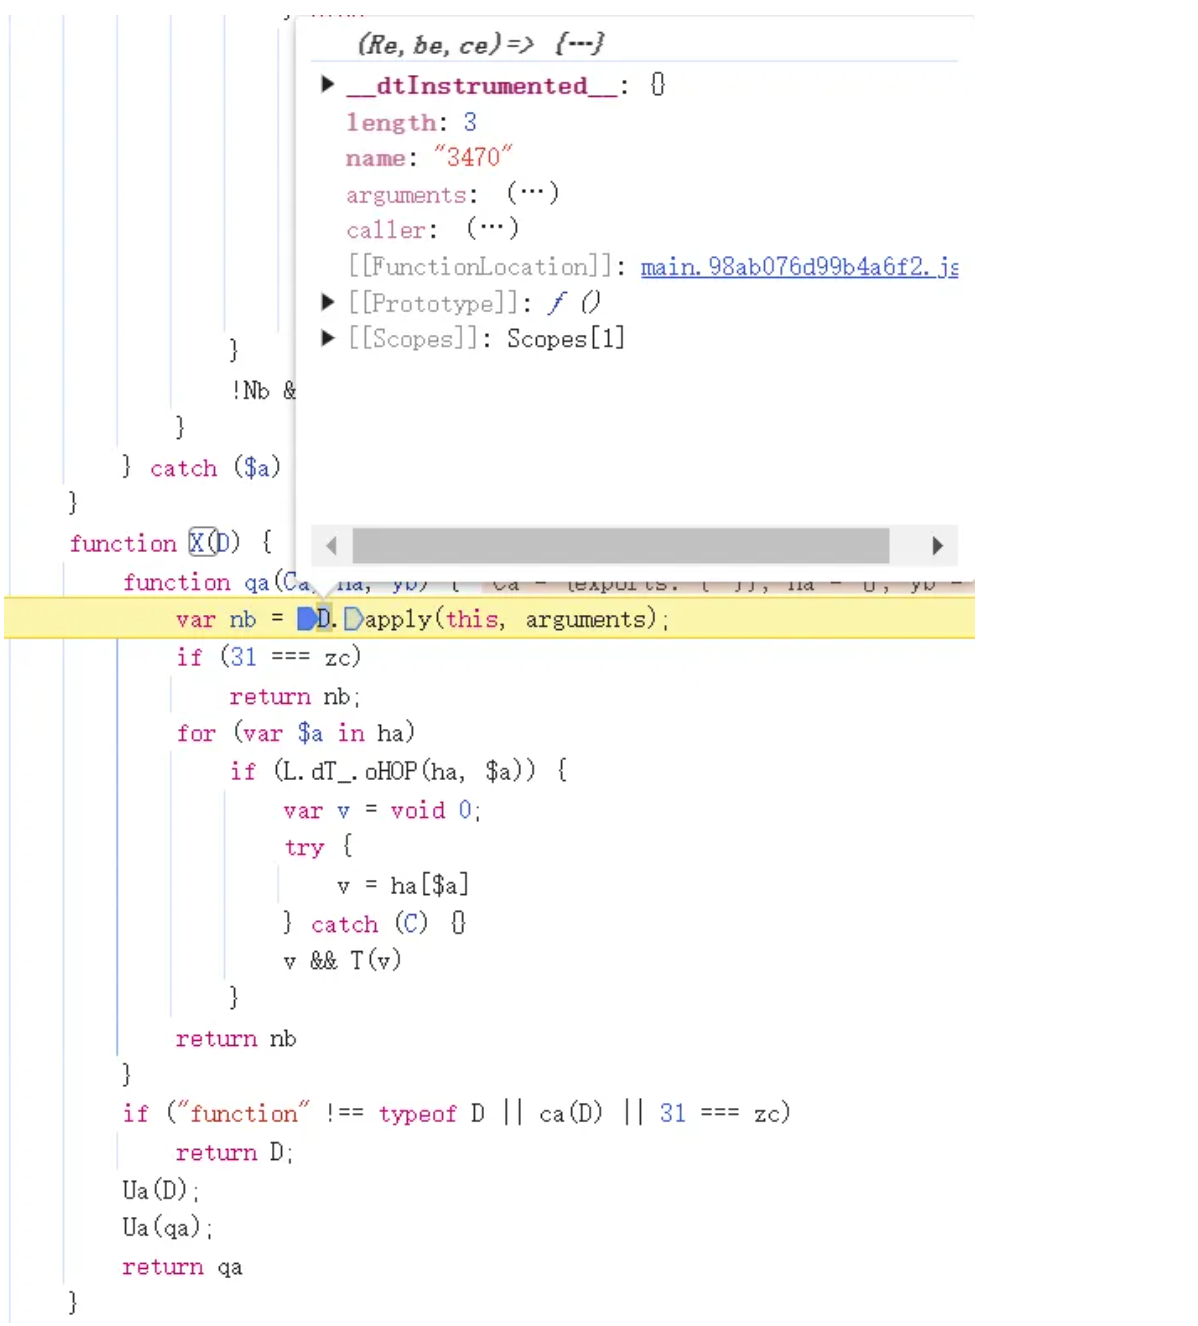 (Re, be, ce)=> {…}
▶ __dtInstrumented__: {}
length: 3
name: "3470"
arguments: (…)
caller: (…)
[[FunctionLocation]]: main.98ab076d99b4a6f2.js
▶ [[Prototype]]: ƒ ()
▶ [[Scopes]]: Scopes[1]
}
!Nb &
}
} catch ($a)
}
function X(D) {
function qa(Ca, ha, yb) {
var nb = D.apply(this, arguments);
if (31 === zc)
return nb;
for (var $a in ha)
if (L.dT_.oHOP(ha, $a)) {
var v = void 0;
try {
v = ha[$a]
} catch (C) {}
v && T(v)
}
return nb
}
if ("function" !== typeof D || ca(D) || 31 === zc)
return D;
Ua(D);
Ua(qa);
return qa
}